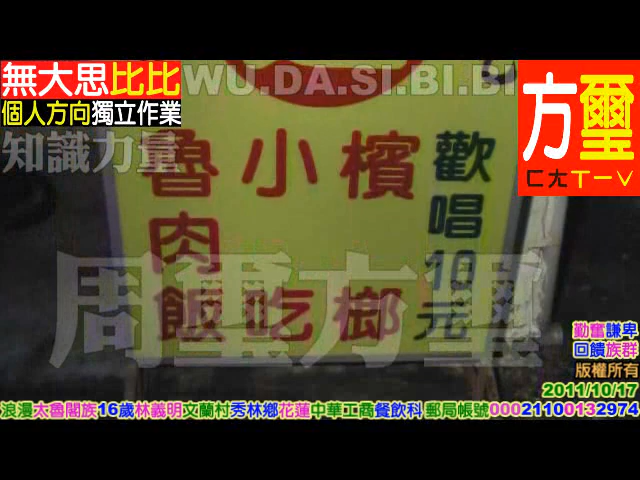 無大思比比 WU.DA.SI.BI.BI
個人方向獨立作業
知識力量
方璽
ㄈㄤㄒㄧˇ
檳榔
小吃
魯肉飯
歡唱10元
周璽方璽
勤奮謙卑
回饋族群
版權所有
2011/10/17
浪漫太魯閣族16歲林義明文蘭村秀林鄉花蓮中華工商餐飲科 郵局帳號00021100132974